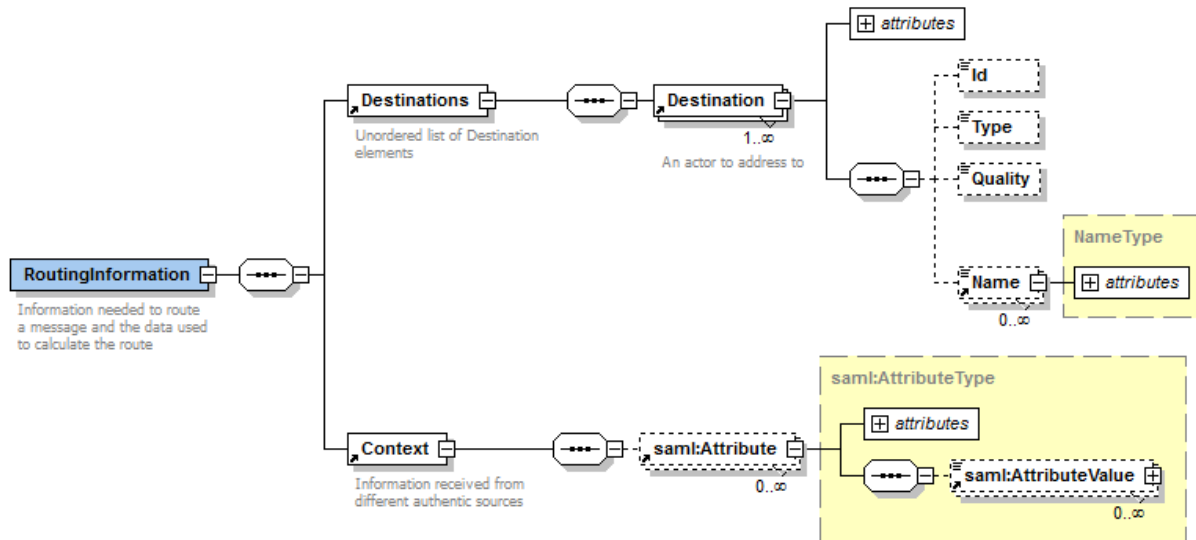 attributes
Id
Type
Quality
Name
0..∞
NameType
attributes
Destinations
Unordered list of Destination
elements
Destination
1..∞
An actor to address to
RoutingInformation
Information needed to route
a message and the data used
to calculate the route
Context
Information received from
different authentic sources
saml:Attribute
0..∞
saml:AttributeType
attributes
saml:AttributeValue
0..∞